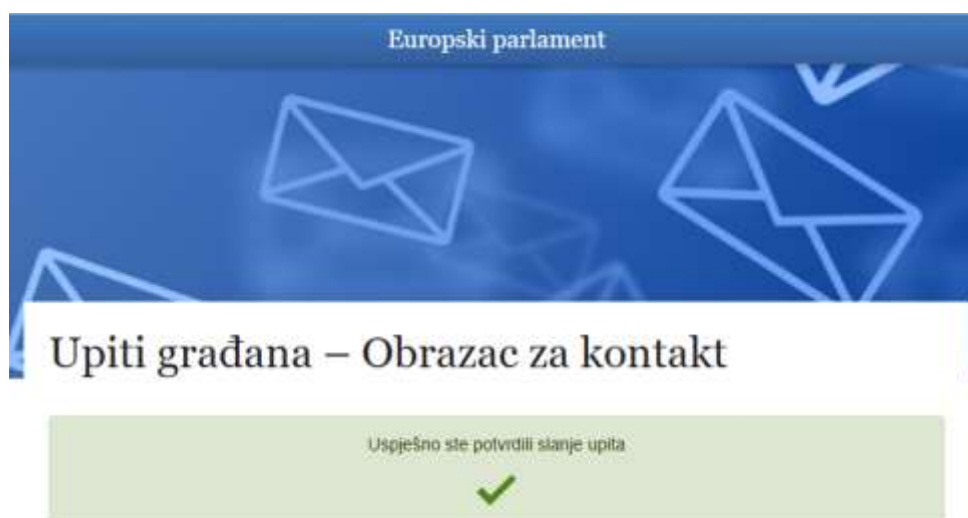 Europski parlament
Upiti građana – Obrazac za kontakt
Uspješno ste potvrdili slanje upita